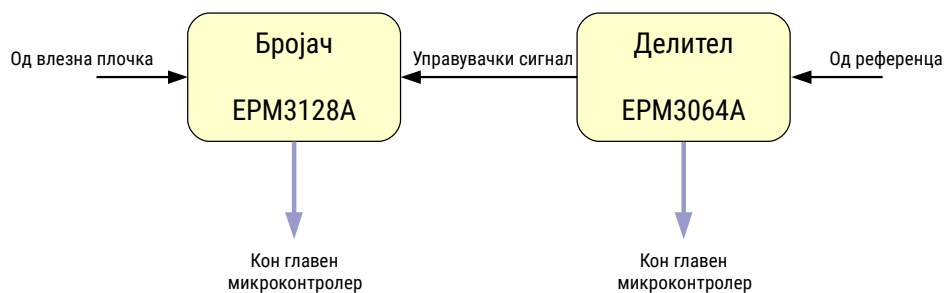 Бројач
Делител
Од влезна плочка
Управувачки сигнал
Од референца
EPM3128A
EPM3064A
Кон главен
микроконтролер
Кон главен
микроконтролер